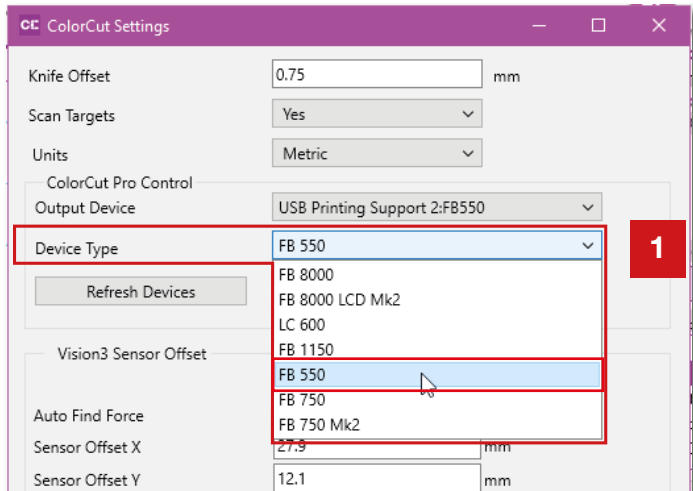 CC ColorCut Settings
Knife Offset 0.75 mm
Scan Targets Yes
Units Metric
ColorCut Pro Control
Output Device USB Printing Support 2:FB550
Device Type FB 550 1
FB 8000
Refresh Devices
FB 8000 LCD Mk2
LC 600
FB 1150
Vision3 Sensor Offset
FB 550
FB 750
Auto Find Force
FB 750 Mk2
Sensor Offset X 27.9 mm
Sensor Offset Y 12.1 mm